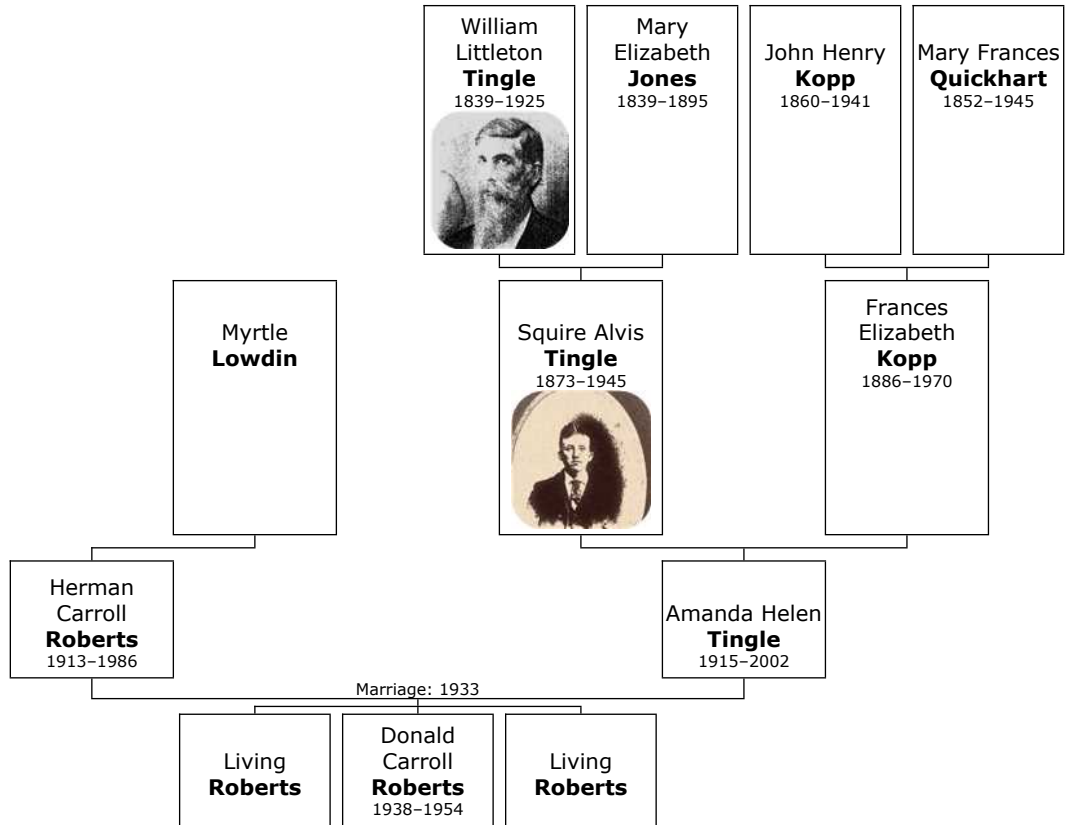 William
Littleton
Tingle
1839–1925
Mary
Elizabeth
Jones
1839–1895
John Henry
Kopp
1860–1941
Mary Frances
Quickhart
1852–1945
Myrtle
Lowdin
Squire Alvis
Tingle
1873–1945
Frances
Elizabeth
Kopp
1886–1970
Herman
Carroll
Roberts
1913–1986
Amanda Helen
Tingle
1915–2002
Marriage: 1933
Living
Roberts
Donald
Carroll
Roberts
1938–1954
Living
Roberts